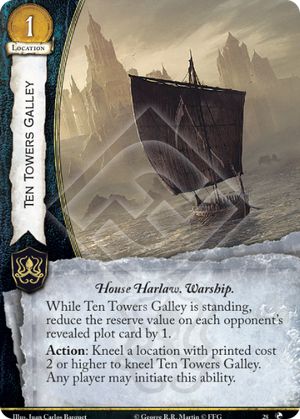 1
LOCATION
TEN TOWERS GALLEY
House Harlaw. Warship.
While Ten Towers Galley is standing,
reduce the reserve value on each opponent's
revealed plot card by 1.
Action: Kneel a location with printed cost
2 or higher to kneel Ten Towers Galley.
Any player may initiate this ability.
Illus. Juan Carlos Barquet © George R.R. Martin © FFG 28